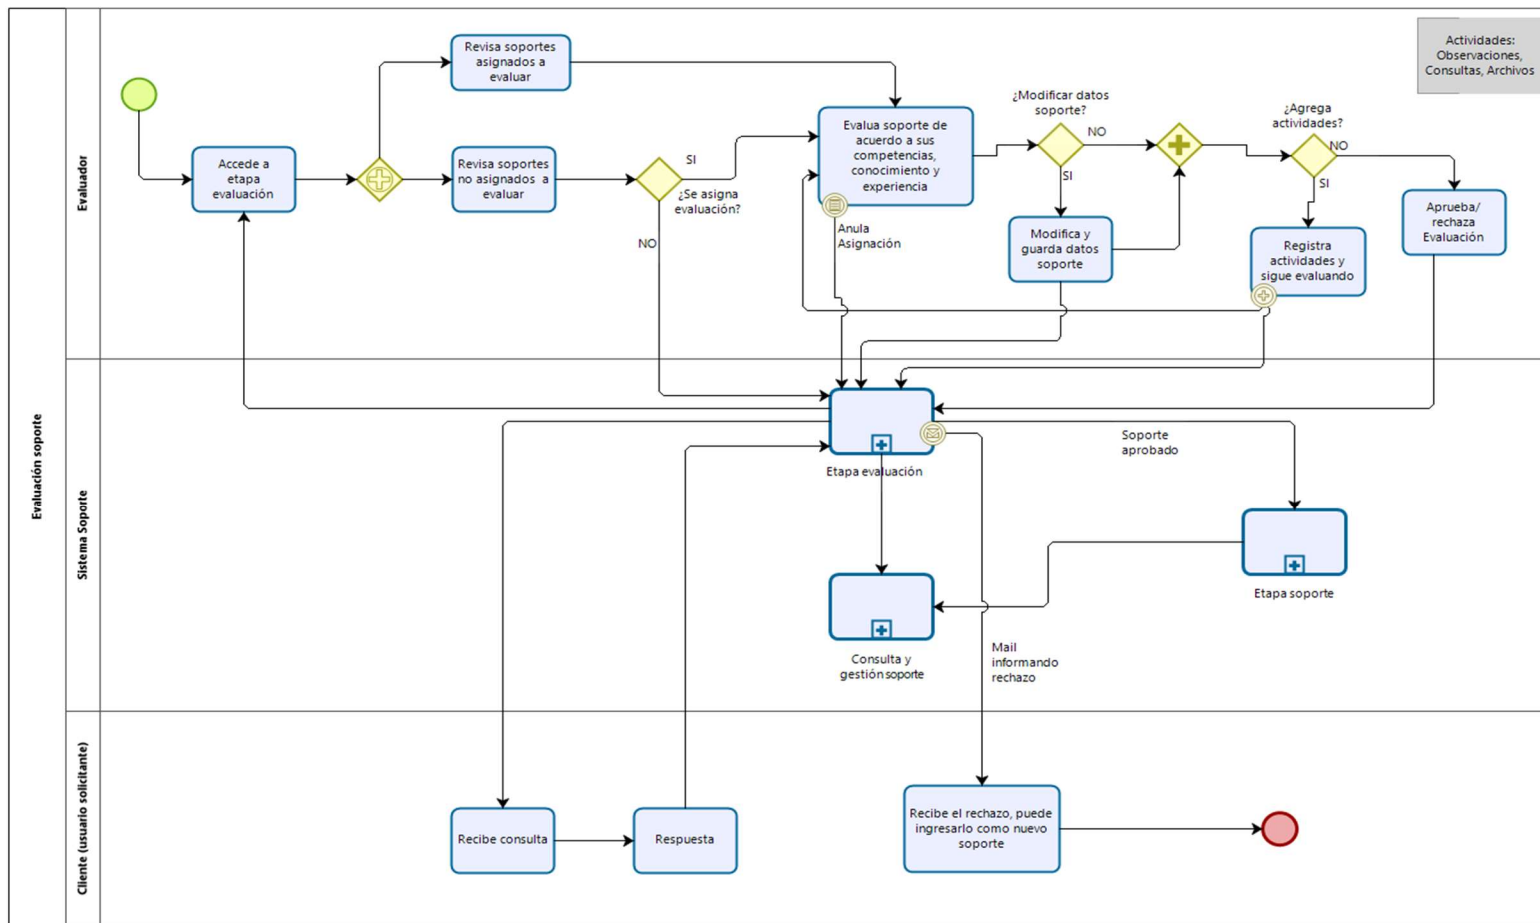 Evaluación soporte
Evaluador
Actividades:
Observaciones,
Consultas, Archivos
Revisa soportes
asignados a
evaluar
Accede a
etapa
evaluación
Revisa soportes
no asignados a
evaluar
SI
¿Se asigna
evaluación?
NO
Evalua soporte de
acuerdo a sus
competencias,
conocimiento y
experiencia
Anula
Asignación
¿Modificar datos
soporte?
NO
SI
Modifica y
guarda datos
soporte
¿Agrega
actividades?
NO
SI
Registra
actividades y
sigue evaluando
Aprueba/
rechaza
Evaluación
Sistema Soporte
Etapa evaluación
Soporte
aprobado
Etapa soporte
Consulta y
gestión soporte
Mail
informando
rechazo
Cliente (usuario solicitante)
Recibe consulta
Respuesta
Recibe el rechazo, puede
ingresarlo como nuevo
soporte